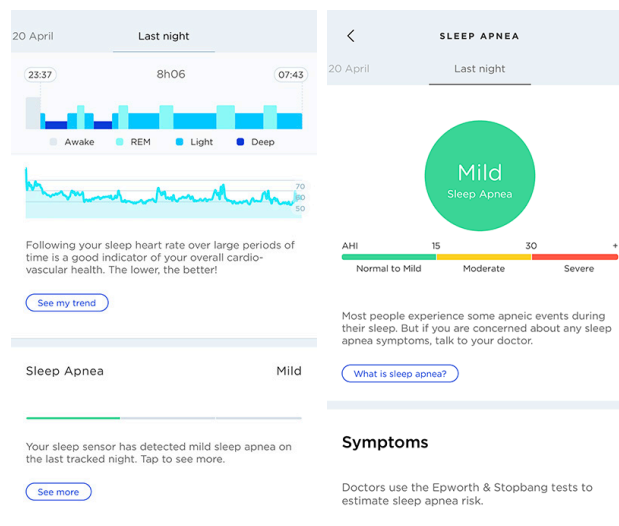 20 April
Last night
23:37
8h06
07:43
Awake
REM
Light
Deep
70
60
50
Following your sleep heart rate over large periods of
time is a good indicator of your overall cardio-
vascular health. The lower, the better!
See my trend
Sleep Apnea
Mild
Your sleep sensor has detected mild sleep apnea on
the last tracked night. Tap to see more.
See more
SLEEP APNEA
20 April
Last night
Mild
Sleep Apnea
AHI
15
30
+
Normal to Mild
Moderate
Severe
Most people experience some apneic events during
their sleep. But if you are concerned about any sleep
apnea symptoms, talk to your doctor.
What is sleep apnea?
Symptoms
Doctors use the Epworth & Stopbang tests to
estimate sleep apnea risk.